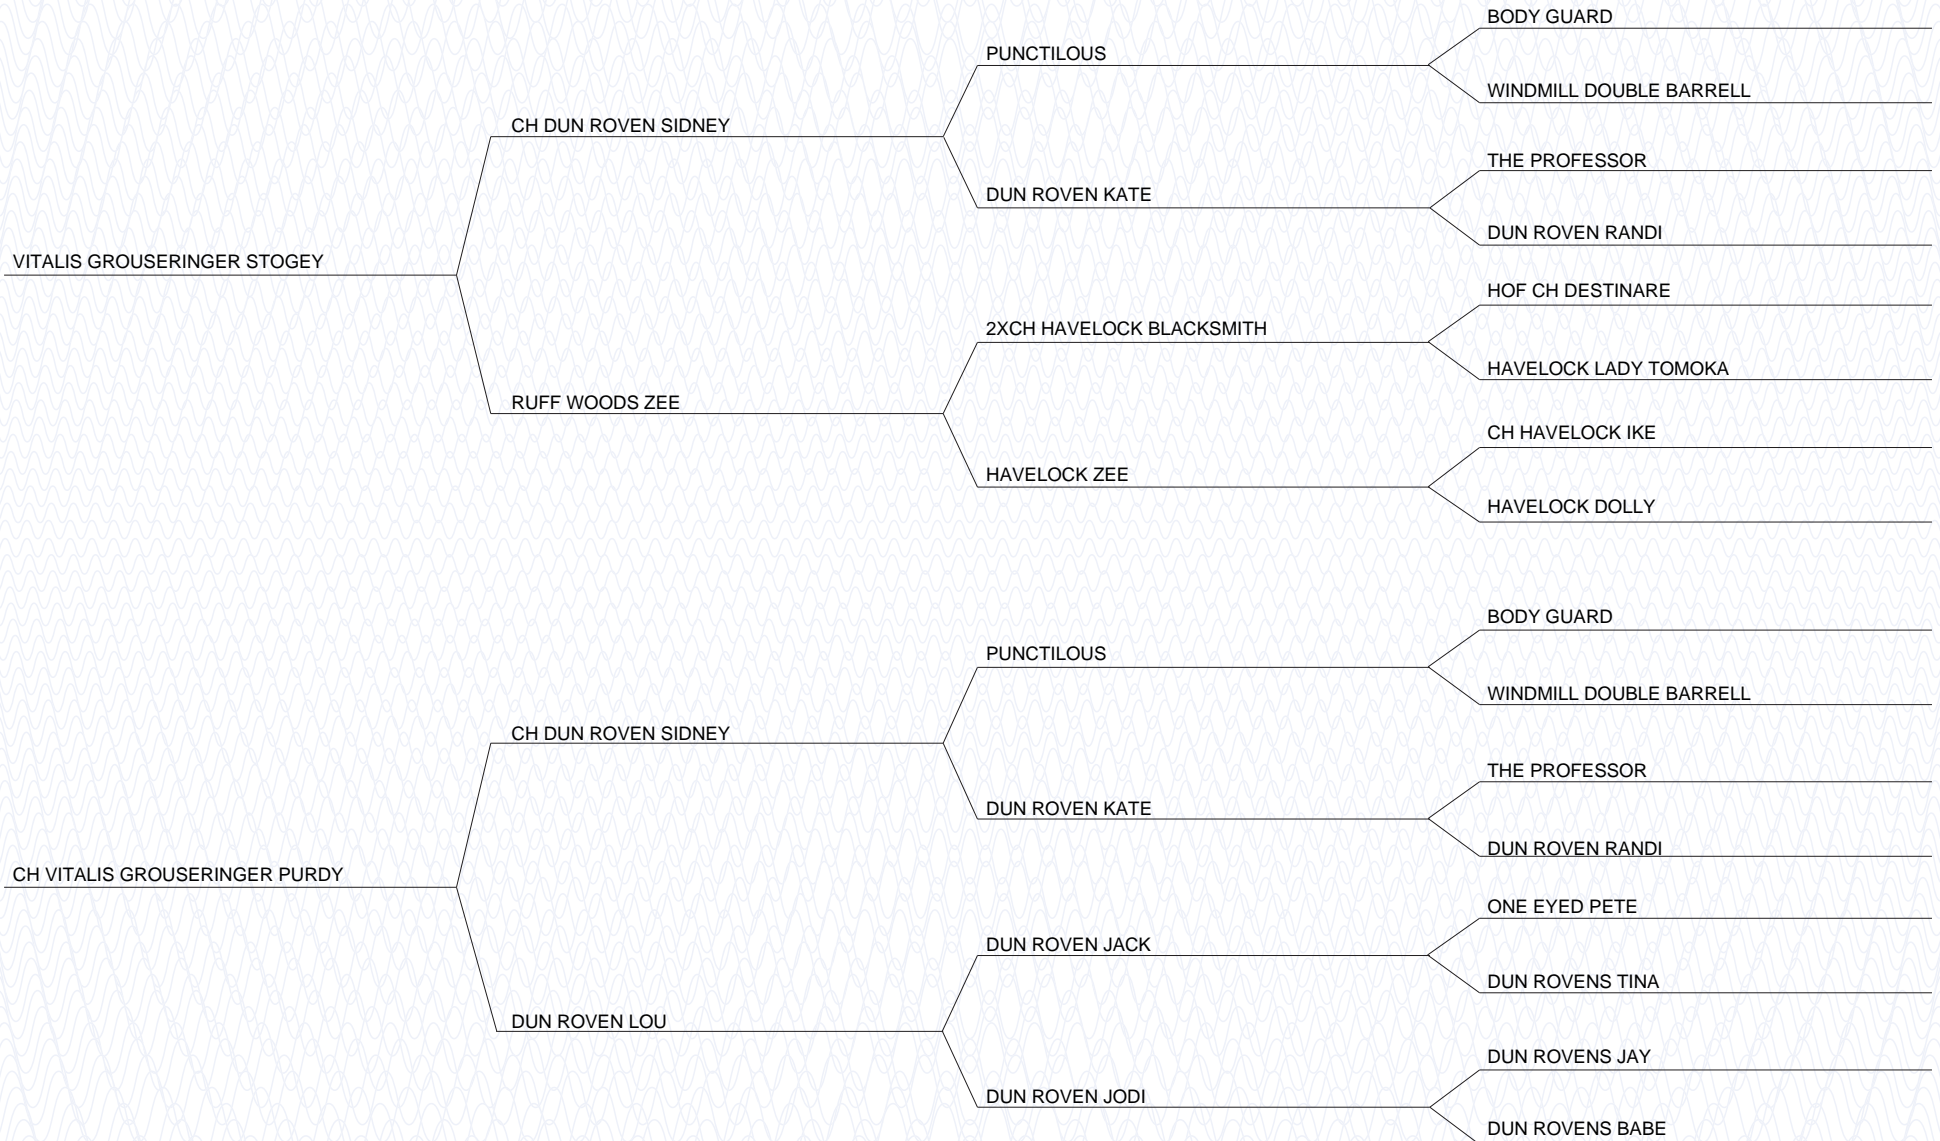 BODY GUARD
PUNCTILOUS
WINDMILL DOUBLE BARRELL
CH DUN ROVEN SIDNEY
THE PROFESSOR
DUN ROVEN KATE
DUN ROVEN RANDI
VITALIS GROUSERINGER STOGEY
HOF CH DESTINARE
2XCH HAVELOCK BLACKSMITH
HAVELOCK LADY TOMOKA
RUFF WOODS ZEE
CH HAVELOCK IKE
HAVELOCK ZEE
HAVELOCK DOLLY
BODY GUARD
PUNCTILOUS
WINDMILL DOUBLE BARRELL
CH DUN ROVEN SIDNEY
THE PROFESSOR
DUN ROVEN KATE
DUN ROVEN RANDI
CH VITALIS GROUSERINGER PURDY
ONE EYED PETE
DUN ROVEN JACK
DUN ROVENS TINA
DUN ROVEN LOU
DUN ROVENS JAY
DUN ROVEN JODI
DUN ROVENS BABE